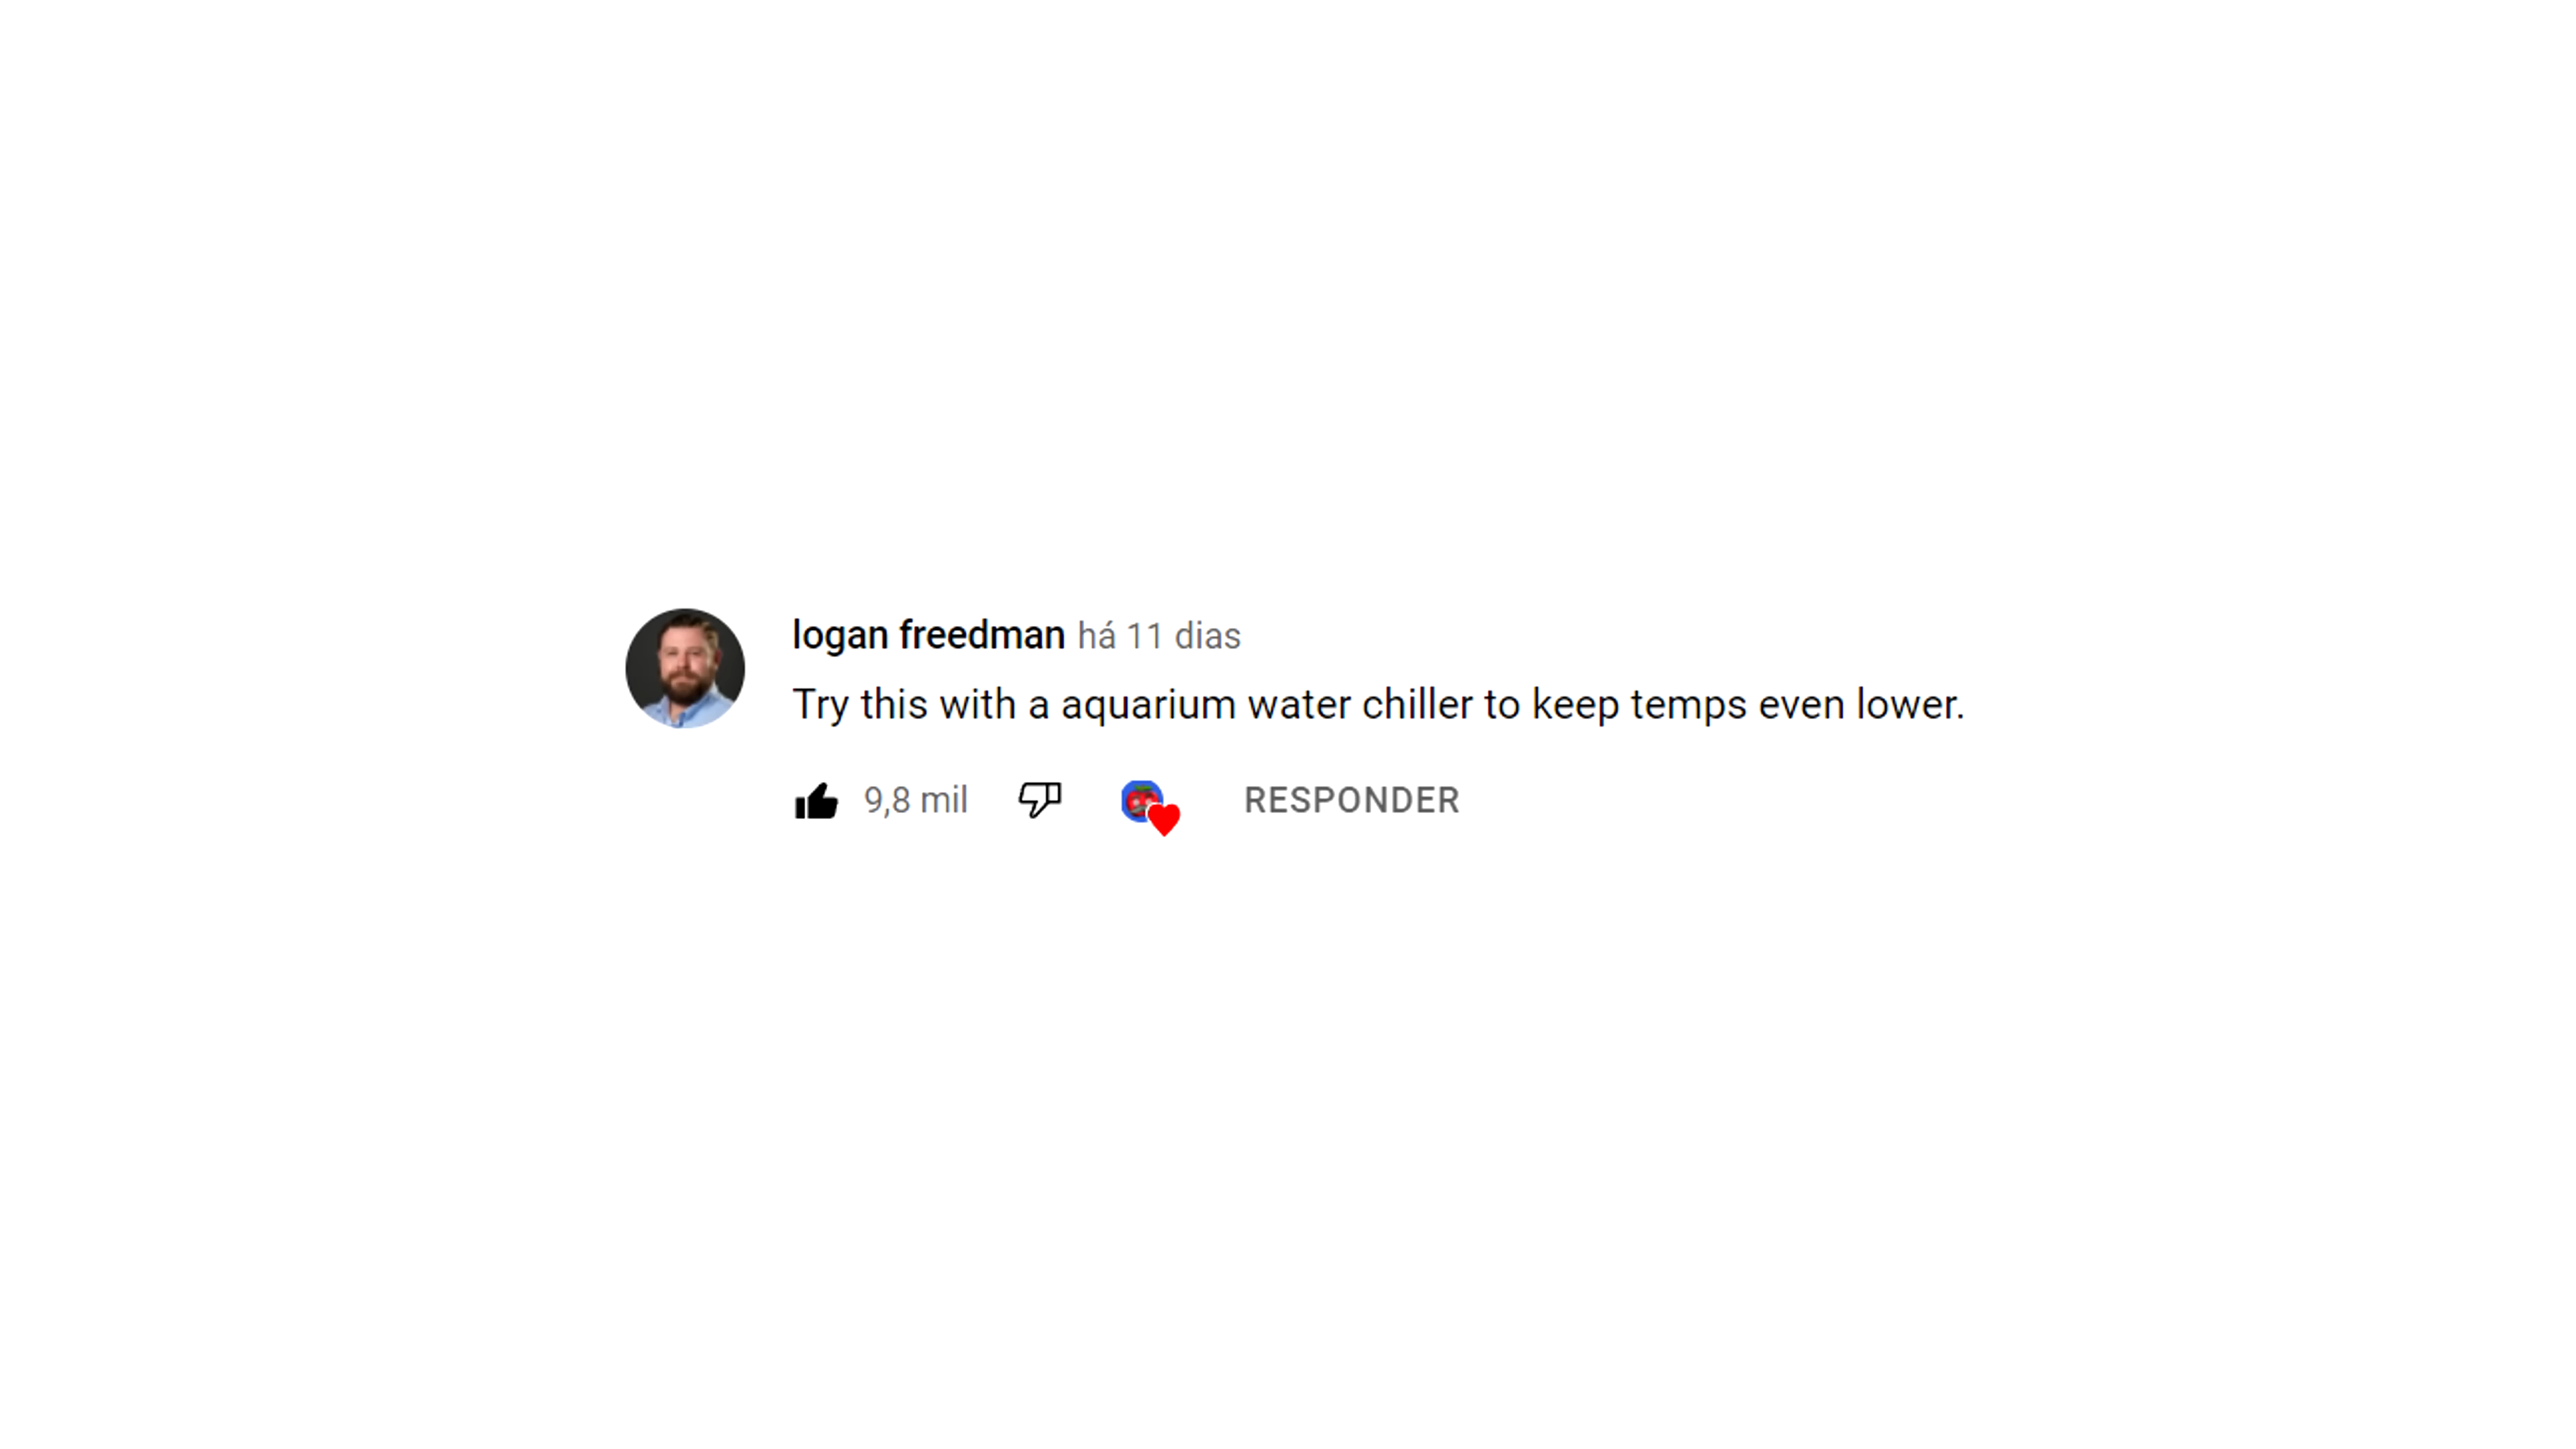 logan freedman há 11 dias
Try this with a aquarium water chiller to keep temps even lower.
9,8 mil RESPONDER